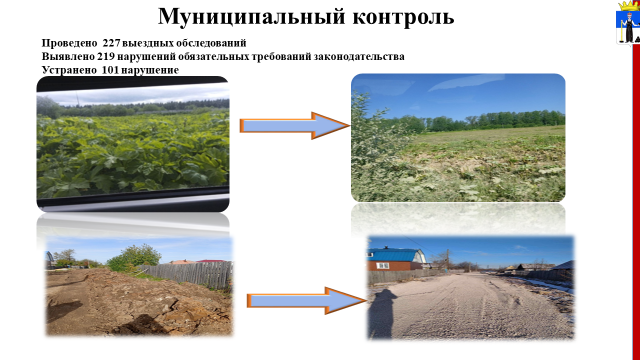 Муниципальный контроль
Проведено 227 выездных обследований
Выявлено 219 нарушений обязательных требований законодательства
Устранено 101 нарушение